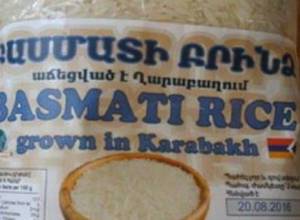 ԲԱՍՄԱՏԻ ԲՐԻՆՁ
աճեցված է Ղարաբաղում
BASMATI RICE
grown in Karabakh
20.08.2016